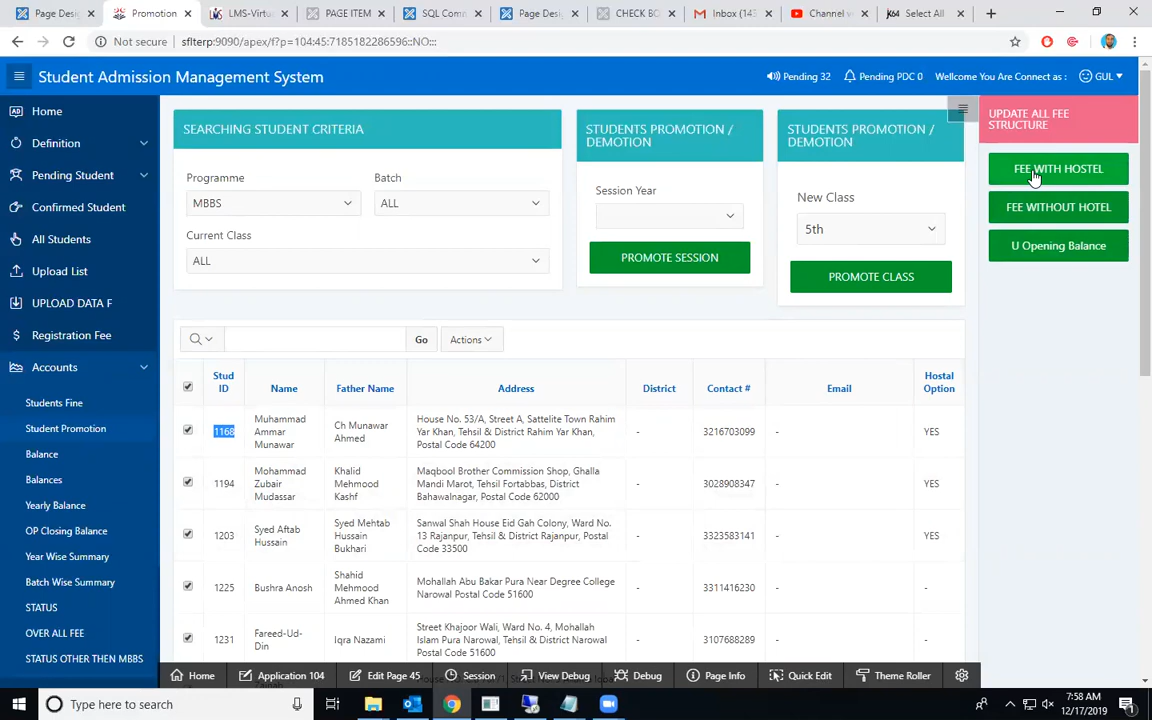 Page Desig
Promotion
LMS-Virtu
PAGE ITEM
SQL Comm
Page Desig
CHECK BO
Inbox (143
Channel v
Select All
Not secure
sflterp:9090/apex/f?p=104:45:7185182286596::NO:::
Student Admission Management System
Pending 32
Pending PDC 0
Wellcome You Are Connect as :
GUL
Home
Definition
Pending Student
Confirmed Student
All Students
Upload List
UPLOAD DATA F
Registration Fee
Accounts
Students Fine
Student Promotion
Balance
Balances
Yearly Balance
OP Closing Balance
Year Wise Summary
Batch Wise Summary
STATUS
OVER ALL FEE
STATUS OTHER THEN MBBS
SEARCHING STUDENT CRITERIA
Programme
Batch
MBBS
ALL
Current Class
ALL
STUDENTS PROMOTION /
DEMOTION
Session Year
PROMOTE SESSION
STUDENTS PROMOTION /
DEMOTION
New Class
5th
PROMOTE CLASS
UPDATE ALL FEE
STRUCTURE
FEE WITH HOSTEL
FEE WITHOUT HOTEL
U Opening Balance
Go
Actions
Stud
ID
Name
Father Name
Address
District
Contact #
Email
Hostal
Option
1168
Muhammad
Ammar
Munawar
Ch Munawar
Ahmed
House No. 53/A, Street A, Sattelite Town Rahim
Yar Khan, Tehsil & District Rahim Yar Khan,
Postal Code 64200
-
3216703099
-
YES
1194
Mohammad
Zubair
Mudassar
Khalid
Mehmood
Kashf
Maqbool Brother Commission Shop, Ghalla
Mandi Marot, Tehsil Fortabbas, District
Bahawalnagar, Postal Code 62000
-
3028908347
-
YES
1203
Syed Aftab
Hussain
Syed Mehtab
Hussain
Bukhari
Sanwal Shah House Eid Gah Colony, Ward No.
13 Rajanpur, Tehsil & District Rajanpur, Postal
Code 33500
-
3323583141
-
YES
1225
Bushra Anosh
Shahid
Mehmood
Ahmed Khan
Mohallah Abu Bakar Pura Near Degree College
Narowal Postal Code 51600
-
3311416230
-
-
1231
Fareed-Ud-
Din
Iqra Nazami
Street Khajoor Wali, Ward No. 4, Mohallah
Islam Pura Narowal, Tehsil & District Narowal
Postal Code 51600
-
3107688289
-
-
Home
Application 104
Edit Page 45
Session
View Debug
Debug
Page Info
Quick Edit
Theme Roller
Type here to search
7:58 AM
12/17/2019
1